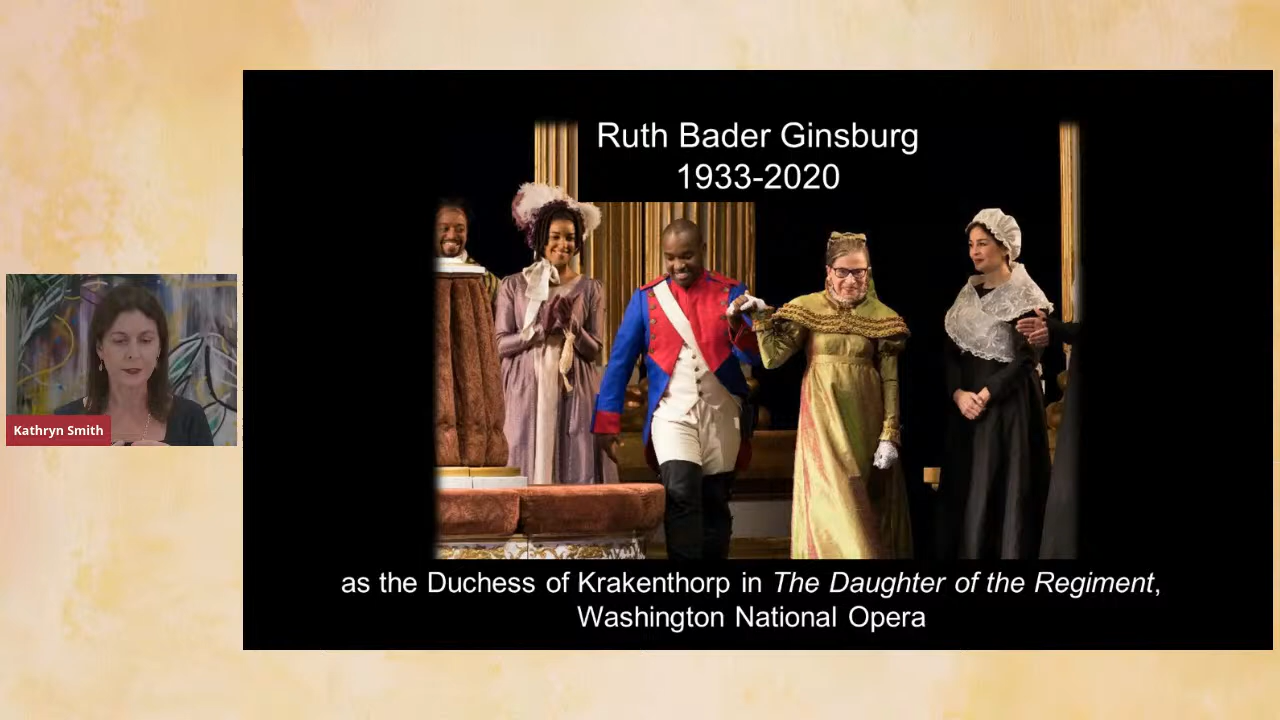 Ruth Bader Ginsburg
1933-2020
Kathryn Smith
as the Duchess of Krakenthorp in The Daughter of the Regiment,
Washington National Opera